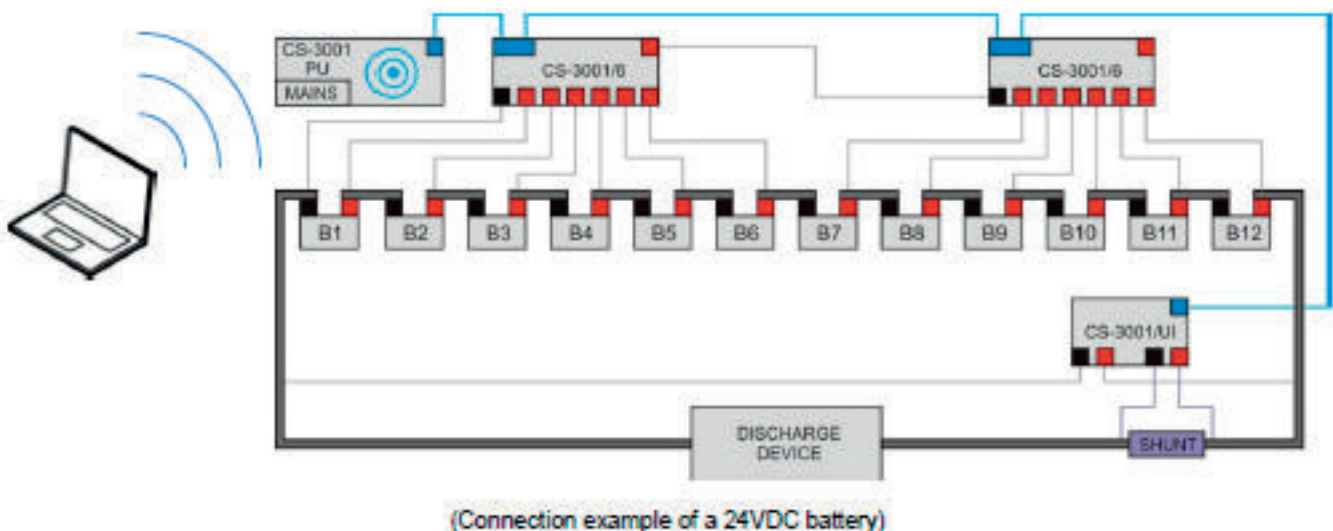 CS-3001
PU
MAINS
CS-3001/6
CS-3001/6
B1
B2
B3
B4
B5
B6
B7
B8
B9
B10
B11
B12
CS-3001/UI
DISCHARGE
DEVICE
SHUNT
(Connection example of a 24VDC battery)